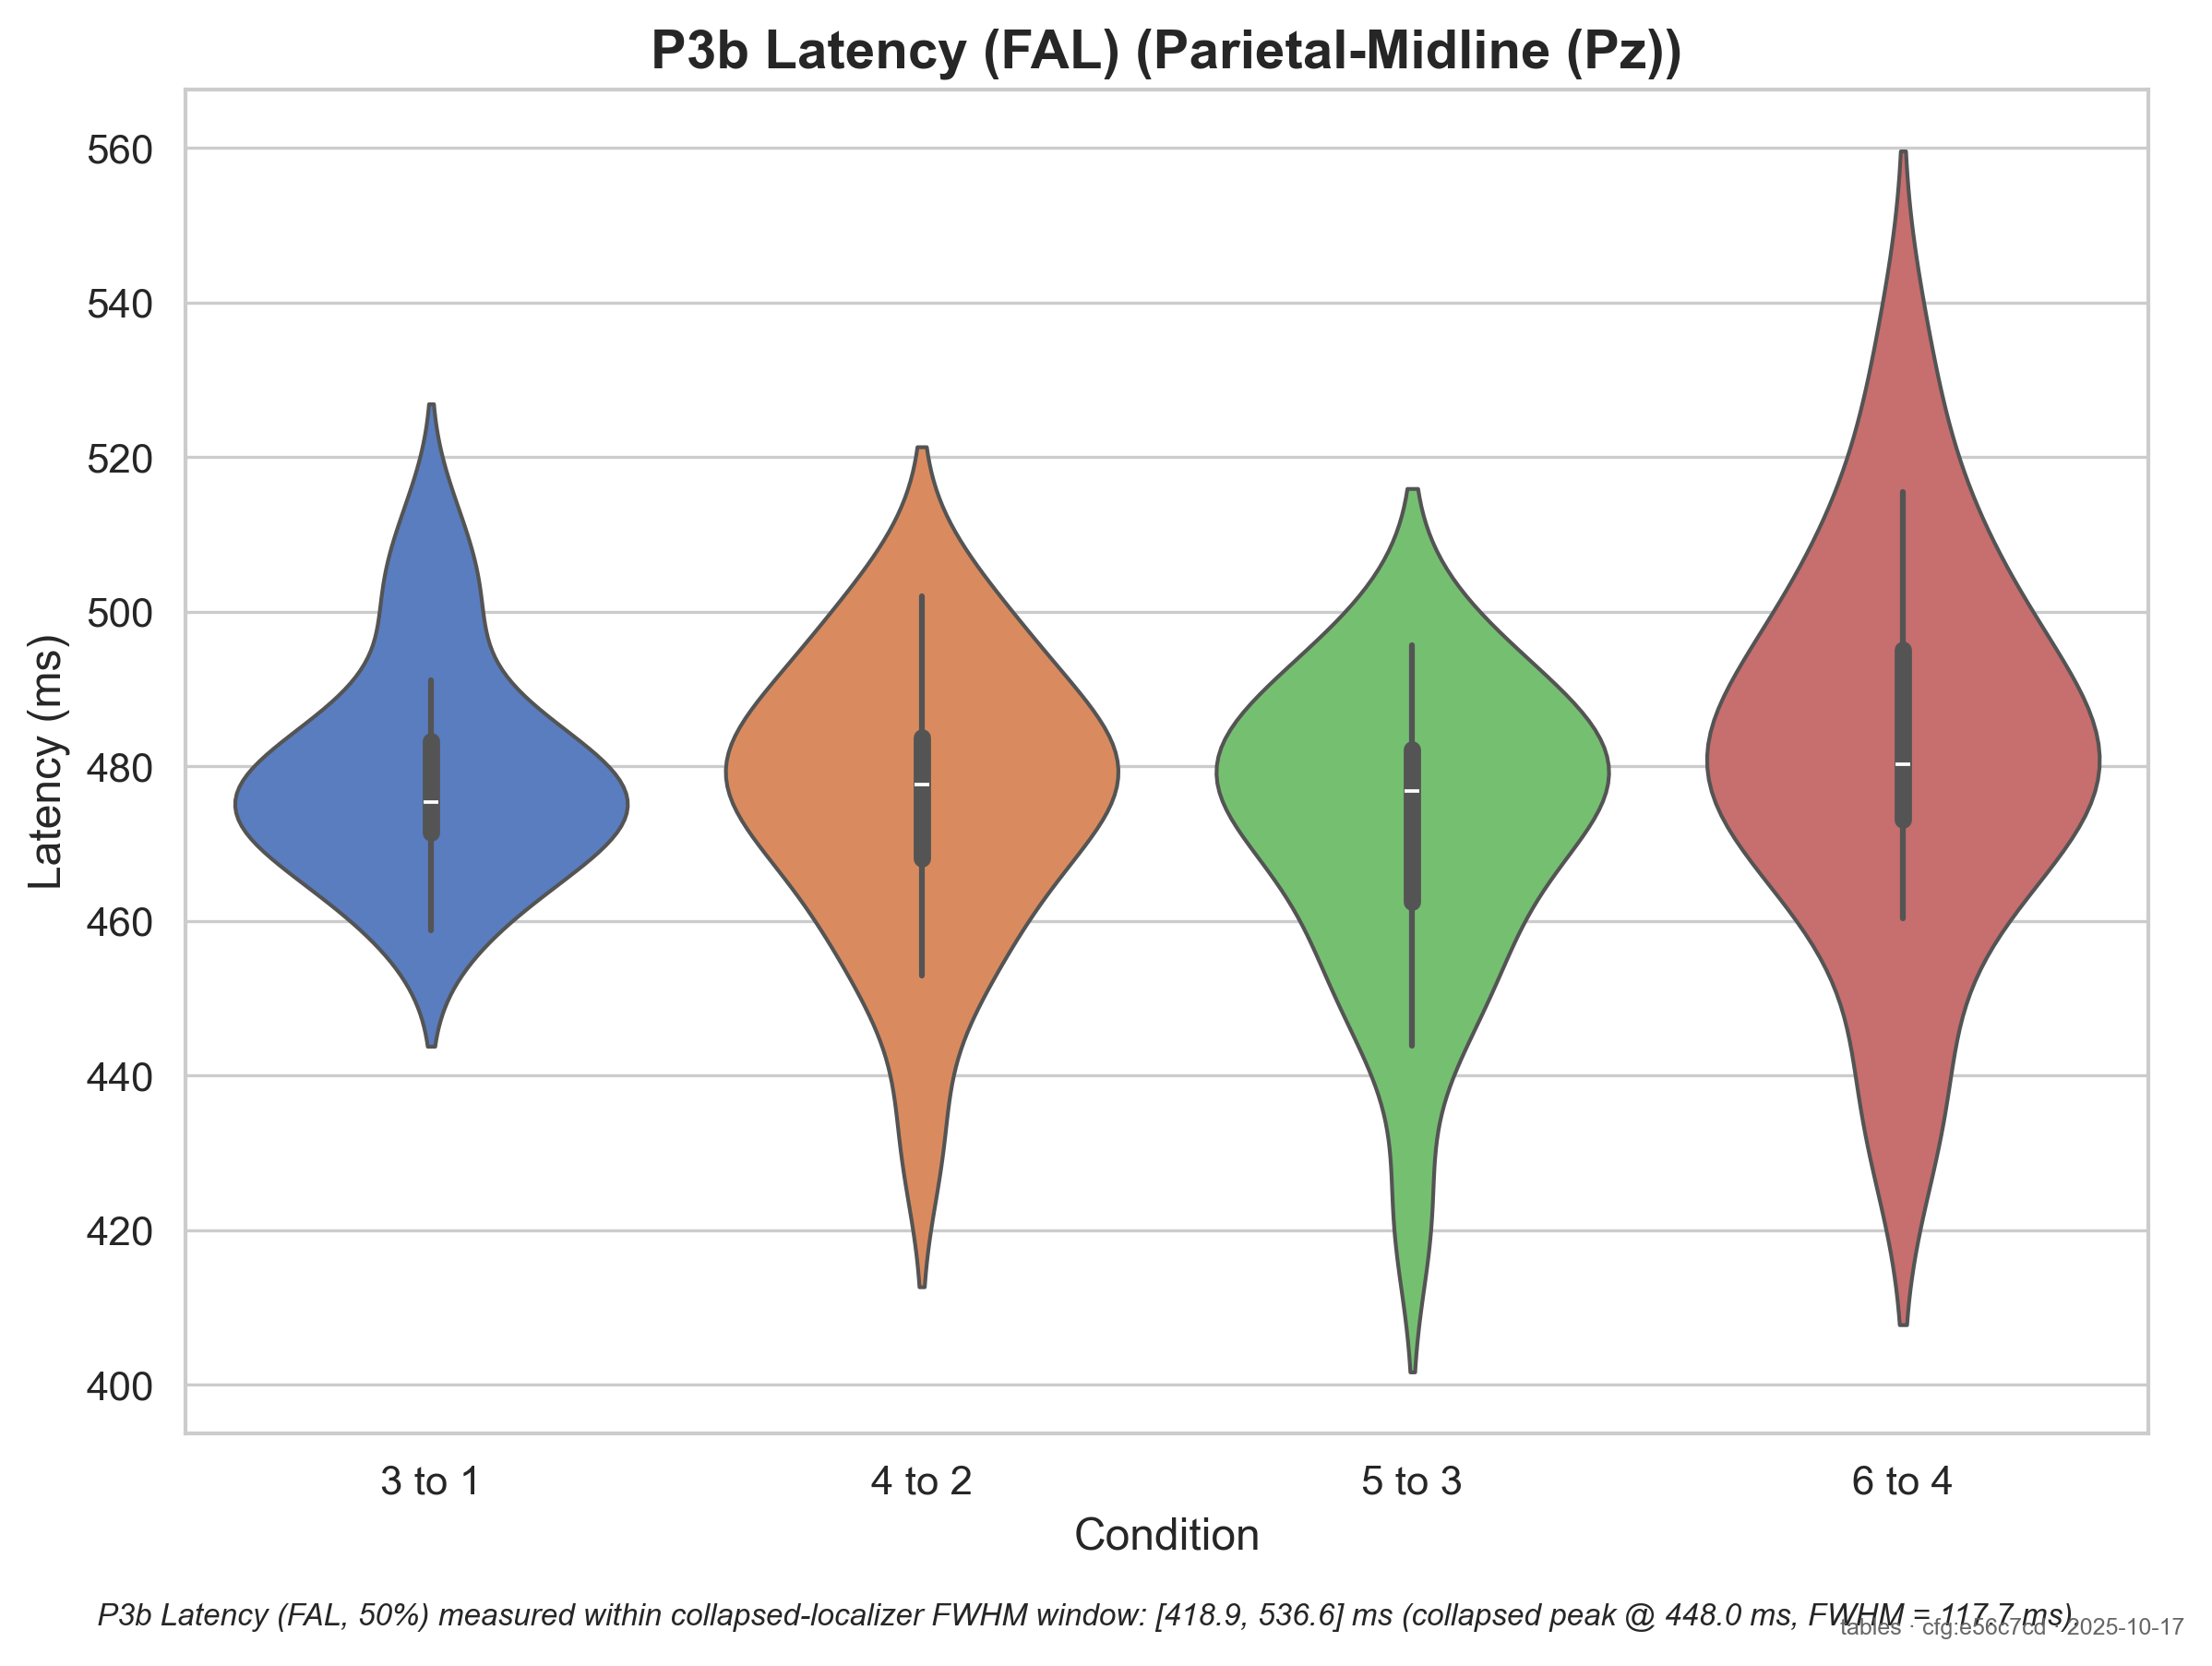 P3b Latency (FAL) (Parietal-Midline (Pz))
560
540
520
500
480
460
440
420
400
Latency (ms)
3 to 1
4 to 2
5 to 3
6 to 4
Condition
P3b Latency (FAL, 50%) measured within collapsed-localizer FWHM window: [418.9, 536.6] ms (collapsed peak @ 448.0 ms, FWHM = 117.7 ms).
tables · cfg:e56c7cd · 2025-10-17